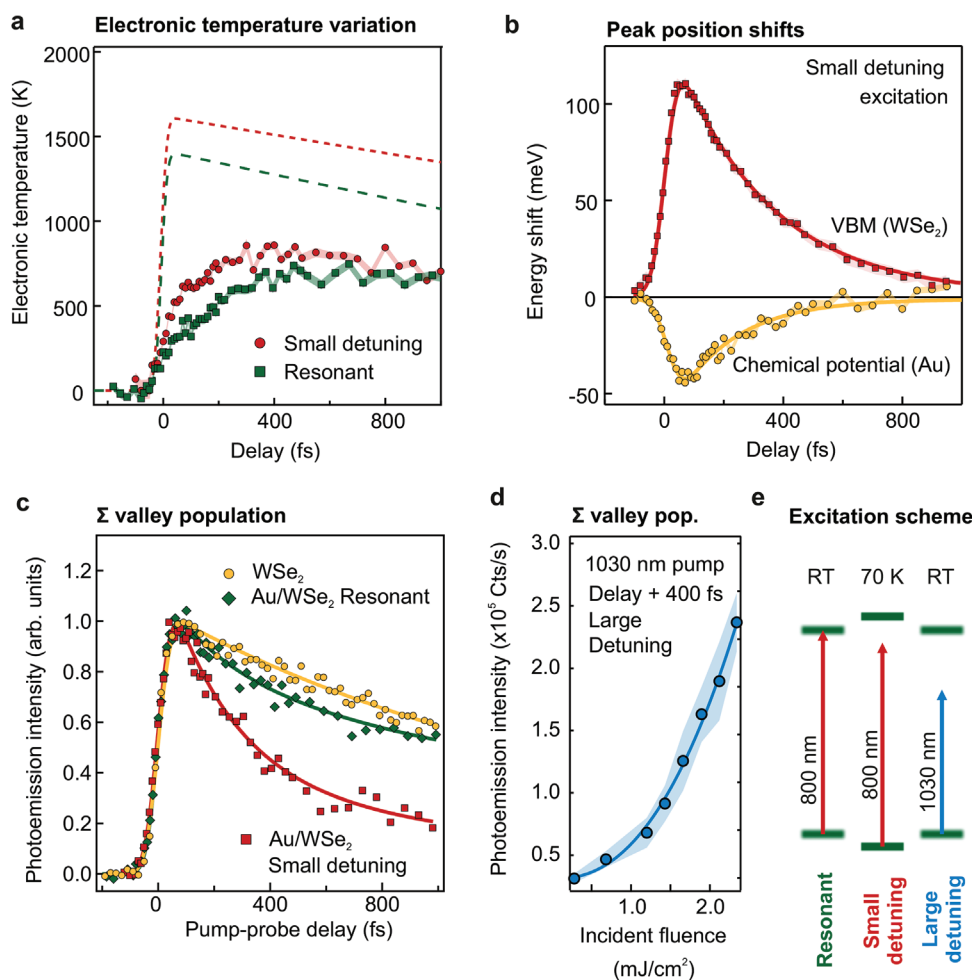 a
Electronic temperature variation
Electronic temperature (K)
2000
1500
1000
500
0
0
400
800
Delay (fs)
Small detuning
Resonant
b
Peak position shifts
Small detuning
excitation
Energy shift (meV)
100
50
0
-50
0
400
800
Delay (fs)
VBM (WSe₂)
Chemical potential (Au)
c
Σ valley population
Photoemission intensity (arb. units)
1.2
1.0
0.8
0.6
0.4
0.2
0.0
0
400
800
Pump-probe delay (fs)
WSe₂
Au/WSe₂ Resonant
Au/WSe₂
Small detuning
d
Σ valley pop.
1030 nm pump
Delay + 400 fs
Large
Detuning
Photoemission intensity (x10⁵ Cts/s)
3.0
2.5
2.0
1.5
1.0
0.5
1.0
2.0
Incident fluence
(mJ/cm²)
e
Excitation scheme
RT
70 K
RT
800 nm
800 nm
1030 nm
Resonant
Small
detuning
Large
detuning